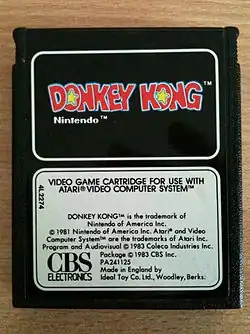 DONKEY KONG™
Nintendo™
VIDEO GAME CARTRIDGE FOR USE WITH
ATARI® VIDEO COMPUTER SYSTEM™
4L2274
DONKEY KONG™ is the trademark of
Nintendo of America Inc.
© 1981 Nintendo of America Inc. Atari® and Video
Computer System™ are the trademarks of Atari Inc.
Program and Audiovisual © 1983 Coleco Industries Inc.
Package © 1983 CBS Inc.
PA241125
Made in England by
Ideal Toy Co. Ltd., Woodley, Berks.
CBS
ELECTRONICS